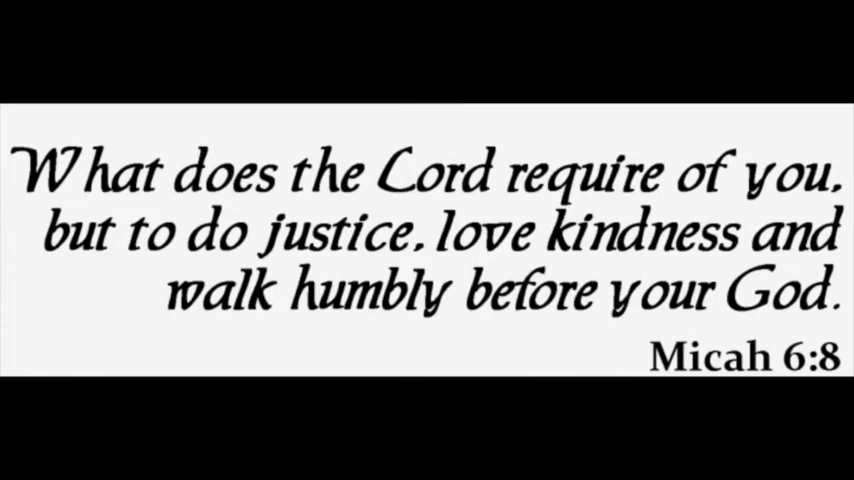 What does the Lord require of you,
but to do justice, love kindness and
walk humbly before your God.
Micah 6:8